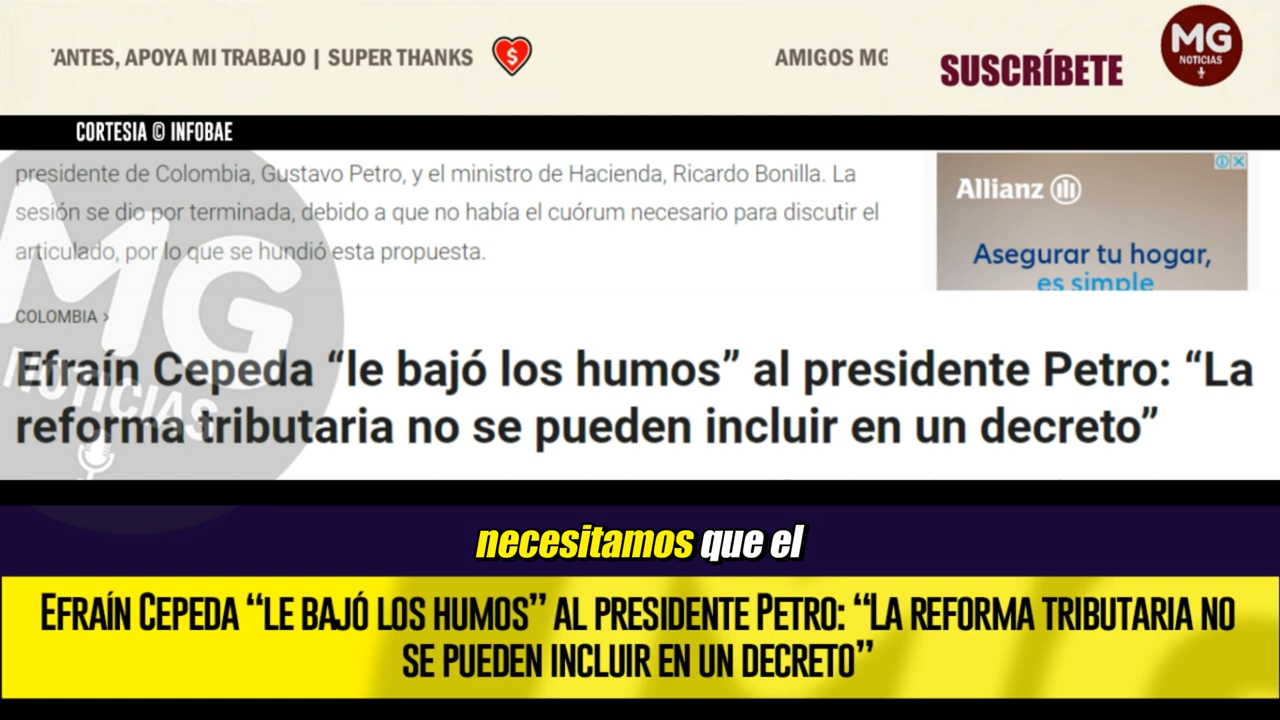 TANTES, APOYA MI TRABAJO | SUPER THANKS
AMIGOS MG
SUSCRÍBETE
MG
NOTICIAS
CORTESIA © INFOBAE
presidente de Colombia, Gustavo Petro, y el ministro de Hacienda, Ricardo Bonilla. La
sesión se dio por terminada, debido a que no había el cuórum necesario para discutir el
articulado, por lo que se hundió esta propuesta.
Allianz
Asegurar tu hogar,
es simple
MG
NOTICIAS
COLOMBIA >
Efraín Cepeda “le bajó los humos” al presidente Petro: “La
reforma tributaria no se pueden incluir en un decreto”
necesitamos que el
EFRAÍN CEPEDA “LE BAJÓ LOS HUMOS” AL PRESIDENTE PETRO: “LA REFORMA TRIBUTARIA NO
SE PUEDEN INCLUIR EN UN DECRETO”